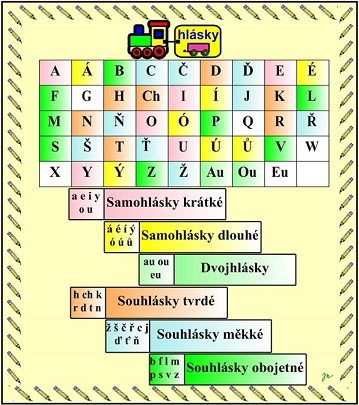 hlásky
A Á B C Č D Ď E É
F G H Ch I Í J K L
M N Ň O Ó P Q R Ř
S Š T Ť U Ú Ů V W
X Y Ý Z Ž Au Ou Eu
a e i y
o u
Samohlásky krátké
á é í ý
ó ú ů
Samohlásky dlouhé
au ou
eu
Dvojhlásky
h ch k
r d t n
Souhlásky tvrdé
ž š č ř c j
ď ť ň
Souhlásky měkké
b f l m
p s v z
Souhlásky obojetné